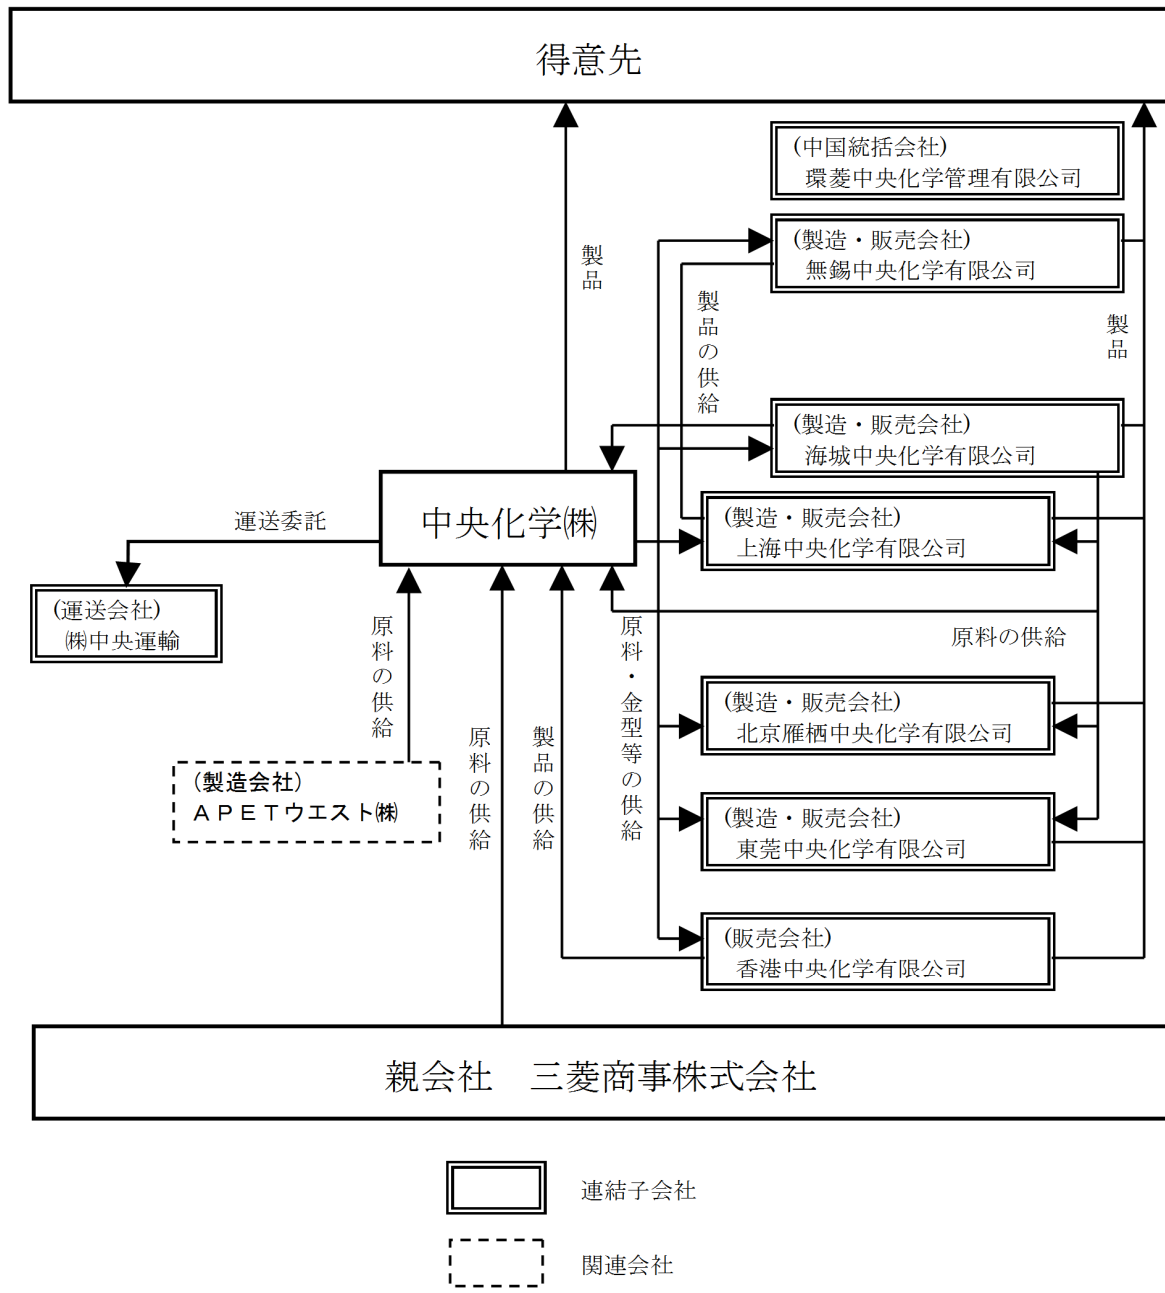 得意先
(中国統括会社)
環菱中央化学管理有限公司
(製造・販売会社)
無錫中央化学有限公司
製品
製品の供給
製品
(製造・販売会社)
海城中央化学有限公司
中央化学㈱
運送委託
(製造・販売会社)
上海中央化学有限公司
(運送会社)
㈱中央運輸
原料の供給
原料・金型等の供給
原料の供給
(製造・販売会社)
北京雁栖中央化学有限公司
原料の供給
製品の供給
(製造会社)
ＡＰＥＴウエスト㈱
(製造・販売会社)
東莞中央化学有限公司
(販売会社)
香港中央化学有限公司
親会社　三菱商事株式会社
連結子会社
関連会社